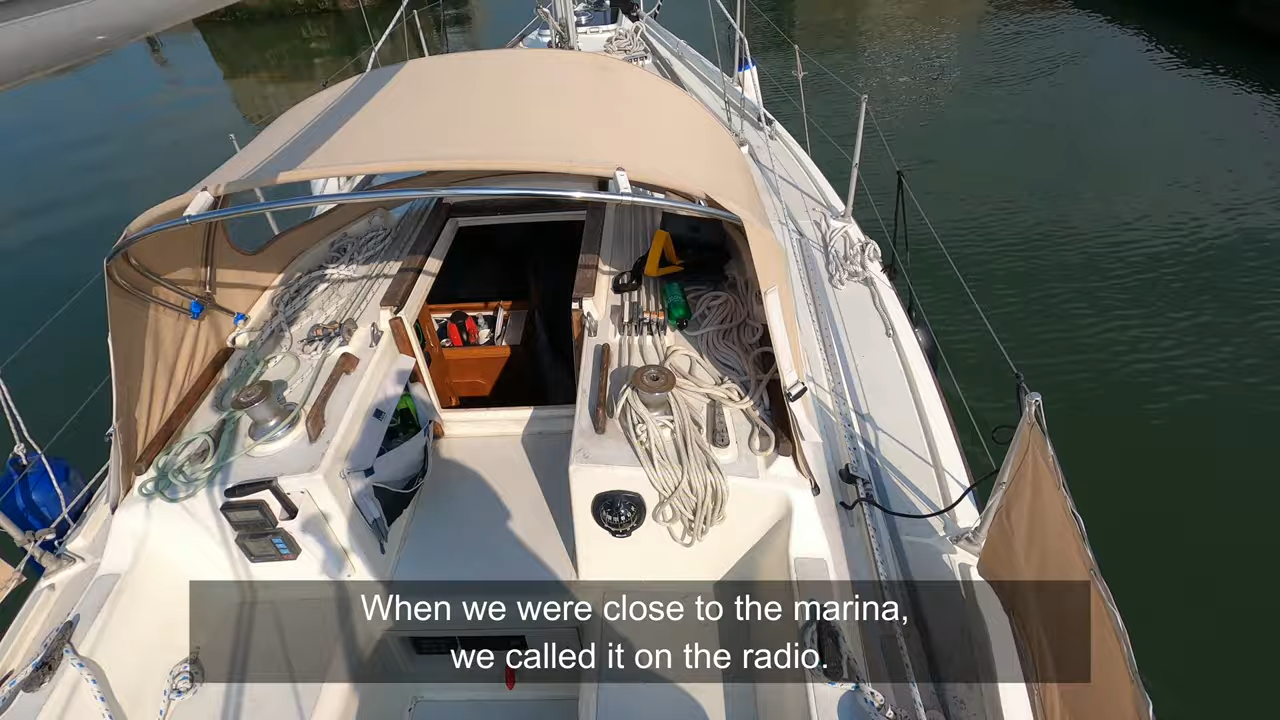 When we were close to the marina,
we called it on the radio.